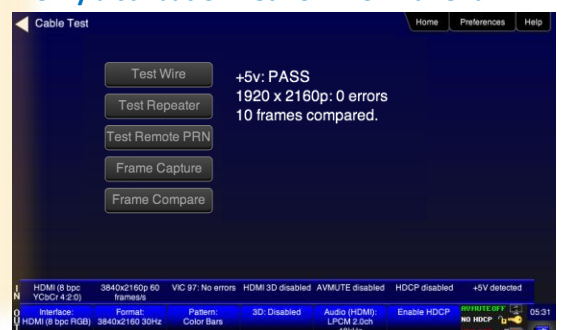 Cable Test
Home Preferences Help
Test Wire
Test Repeater
Test Remote PRN
Frame Capture
Frame Compare
+5v: PASS
1920 x 2160p: 0 errors
10 frames compared.
IN
HDMI (8 bpc YCbCr 4:2:0)
3840x2160p 60 frames/s
VIC 97: No errors
HDMI 3D disabled
AVMUTE disabled
HDCP disabled
+5V detected
Interface: HDMI (8 bpc RGB)
Format: 3840x2160 30Hz
Pattern: Color Bars
3D: Disabled
Audio (HDMI): LPCM 2.0ch
Enable HDCP
AVMUTE OFF
NO HDCP
05:31